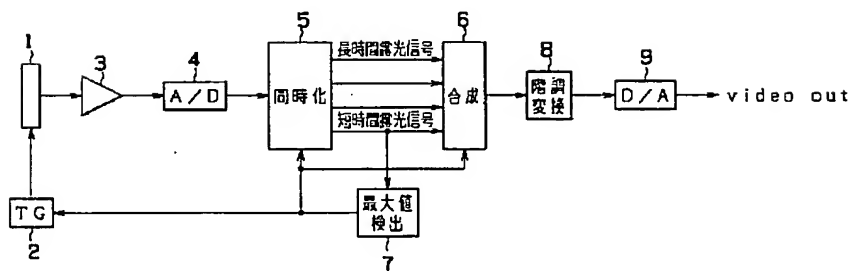 1
3
4
5
6
8
9
A/D
同時化
長時間露光信号
短時間露光信号
合成
階調
変換
D/A
video out
TG
2
最大値
検出
7